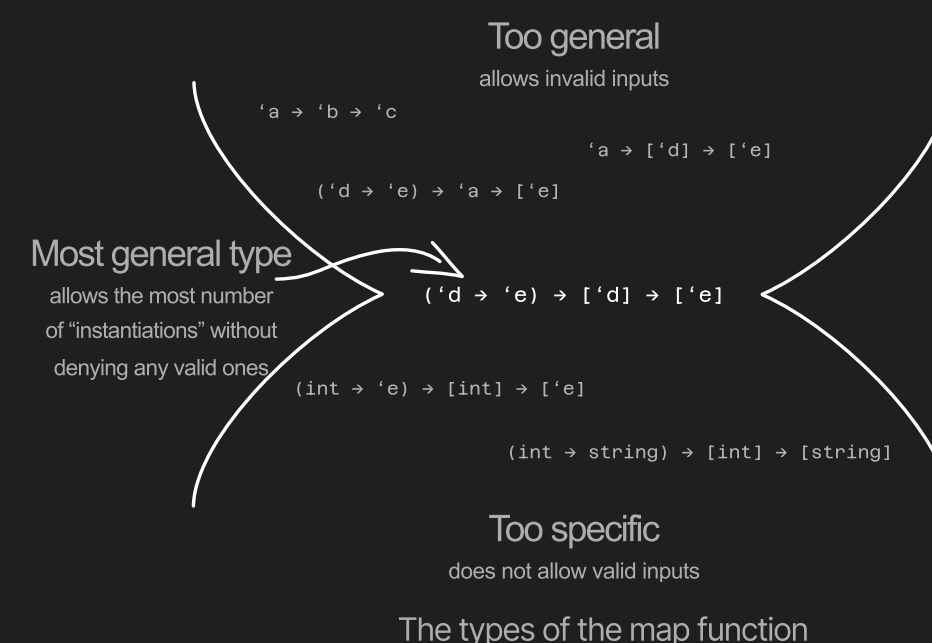 Too general
allows invalid inputs
‘a → ‘b → ‘c
‘a → [‘d] → [‘e]
(‘d → ‘e) → ‘a → [‘e]
Most general type
allows the most number
of “instantiations” without
denying any valid ones
(‘d → ‘e) → [‘d] → [‘e]
(int → ‘e) → [int] → [‘e]
(int → string) → [int] → [string]
Too specific
does not allow valid inputs
The types of the map function